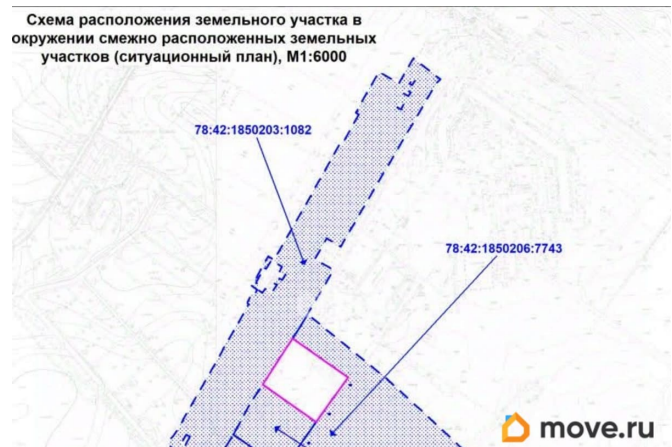 Схема расположения земельного участка в
окружении смежно расположенных земельных
участков (ситуационный план), М1:6000
78:42:1850203:1082
78:42:1850206:7743
move.ru